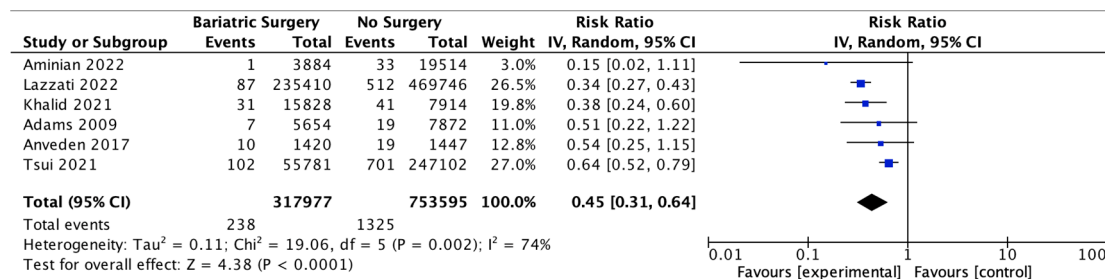 Bariatric Surgery No Surgery Risk Ratio Risk Ratio
Study or Subgroup Events Total Events Total Weight IV, Random, 95% CI IV, Random, 95% CI
Aminian 2022 1 3884 33 19514 3.0% 0.15 [0.02, 1.11]
Lazzati 2022 87 235410 512 469746 26.5% 0.34 [0.27, 0.43]
Khalid 2021 31 15828 41 7914 19.8% 0.38 [0.24, 0.60]
Adams 2009 7 5654 19 7872 11.0% 0.51 [0.22, 1.22]
Anveden 2017 10 1420 19 1447 12.8% 0.54 [0.25, 1.15]
Tsui 2021 102 55781 701 247102 27.0% 0.64 [0.52, 0.79]
Total (95% CI) 317977 753595 100.0% 0.45 [0.31, 0.64]
Total events 238 1325
Heterogeneity: Tau² = 0.11; Chi² = 19.06, df = 5 (P = 0.002); I² = 74%
Test for overall effect: Z = 4.38 (P < 0.0001)
0.01 0.1 1 10 100
Favours [experimental] Favours [control]